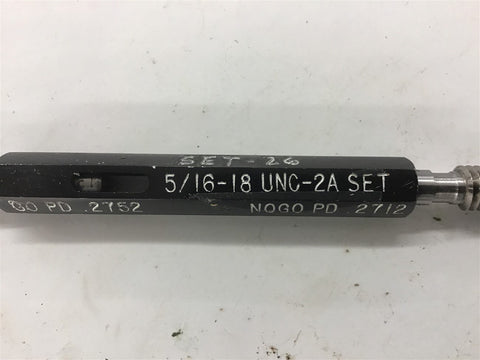 SET-26
5/16-18 UNC-2A SET
GO PD .2752 NOGO PD .2712